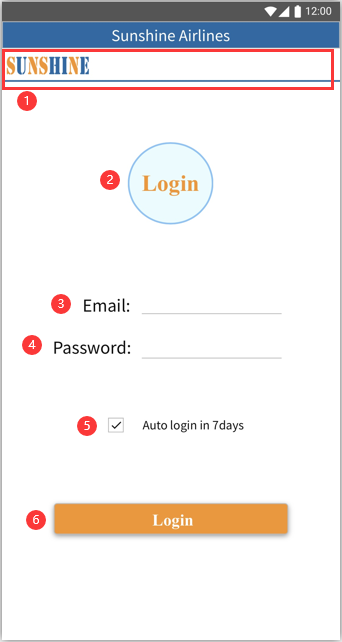 12:00
Sunshine Airlines
SUNSHINE
1
2 Login
3 Email:
4 Password:
5 Auto login in 7days
6 Login